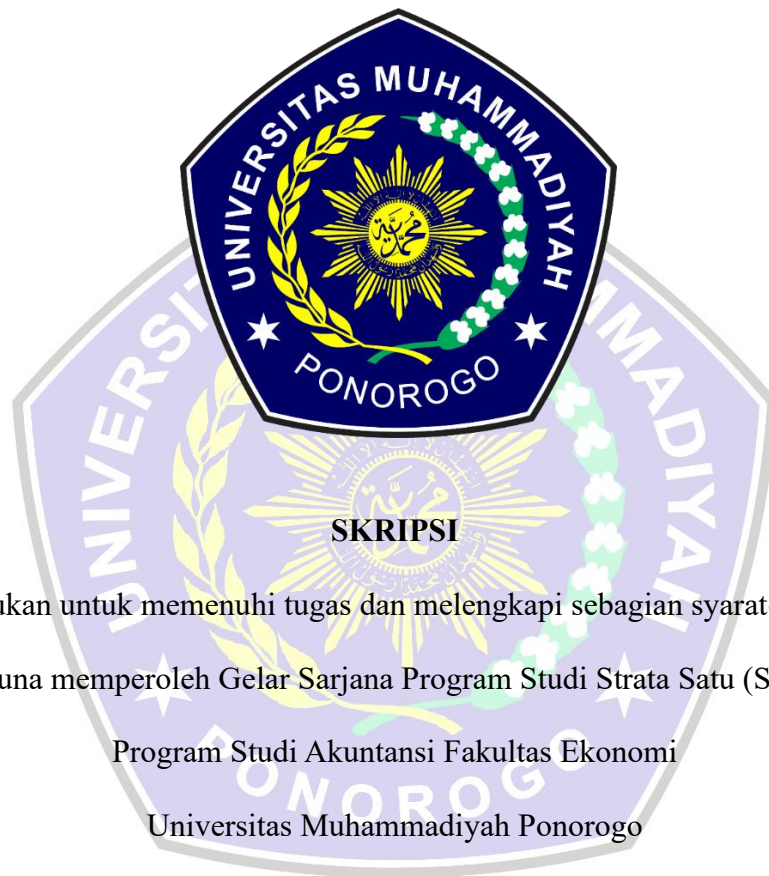 UNIVERSITAS MUHAMMADIYAH
PONOROGO
SKRIPSI
ukan untuk memenuhi tugas dan melengkapi sebagian syarat
una memperoleh Gelar Sarjana Program Studi Strata Satu (S
Program Studi Akuntansi Fakultas Ekonomi
Universitas Muhammadiyah Ponorogo